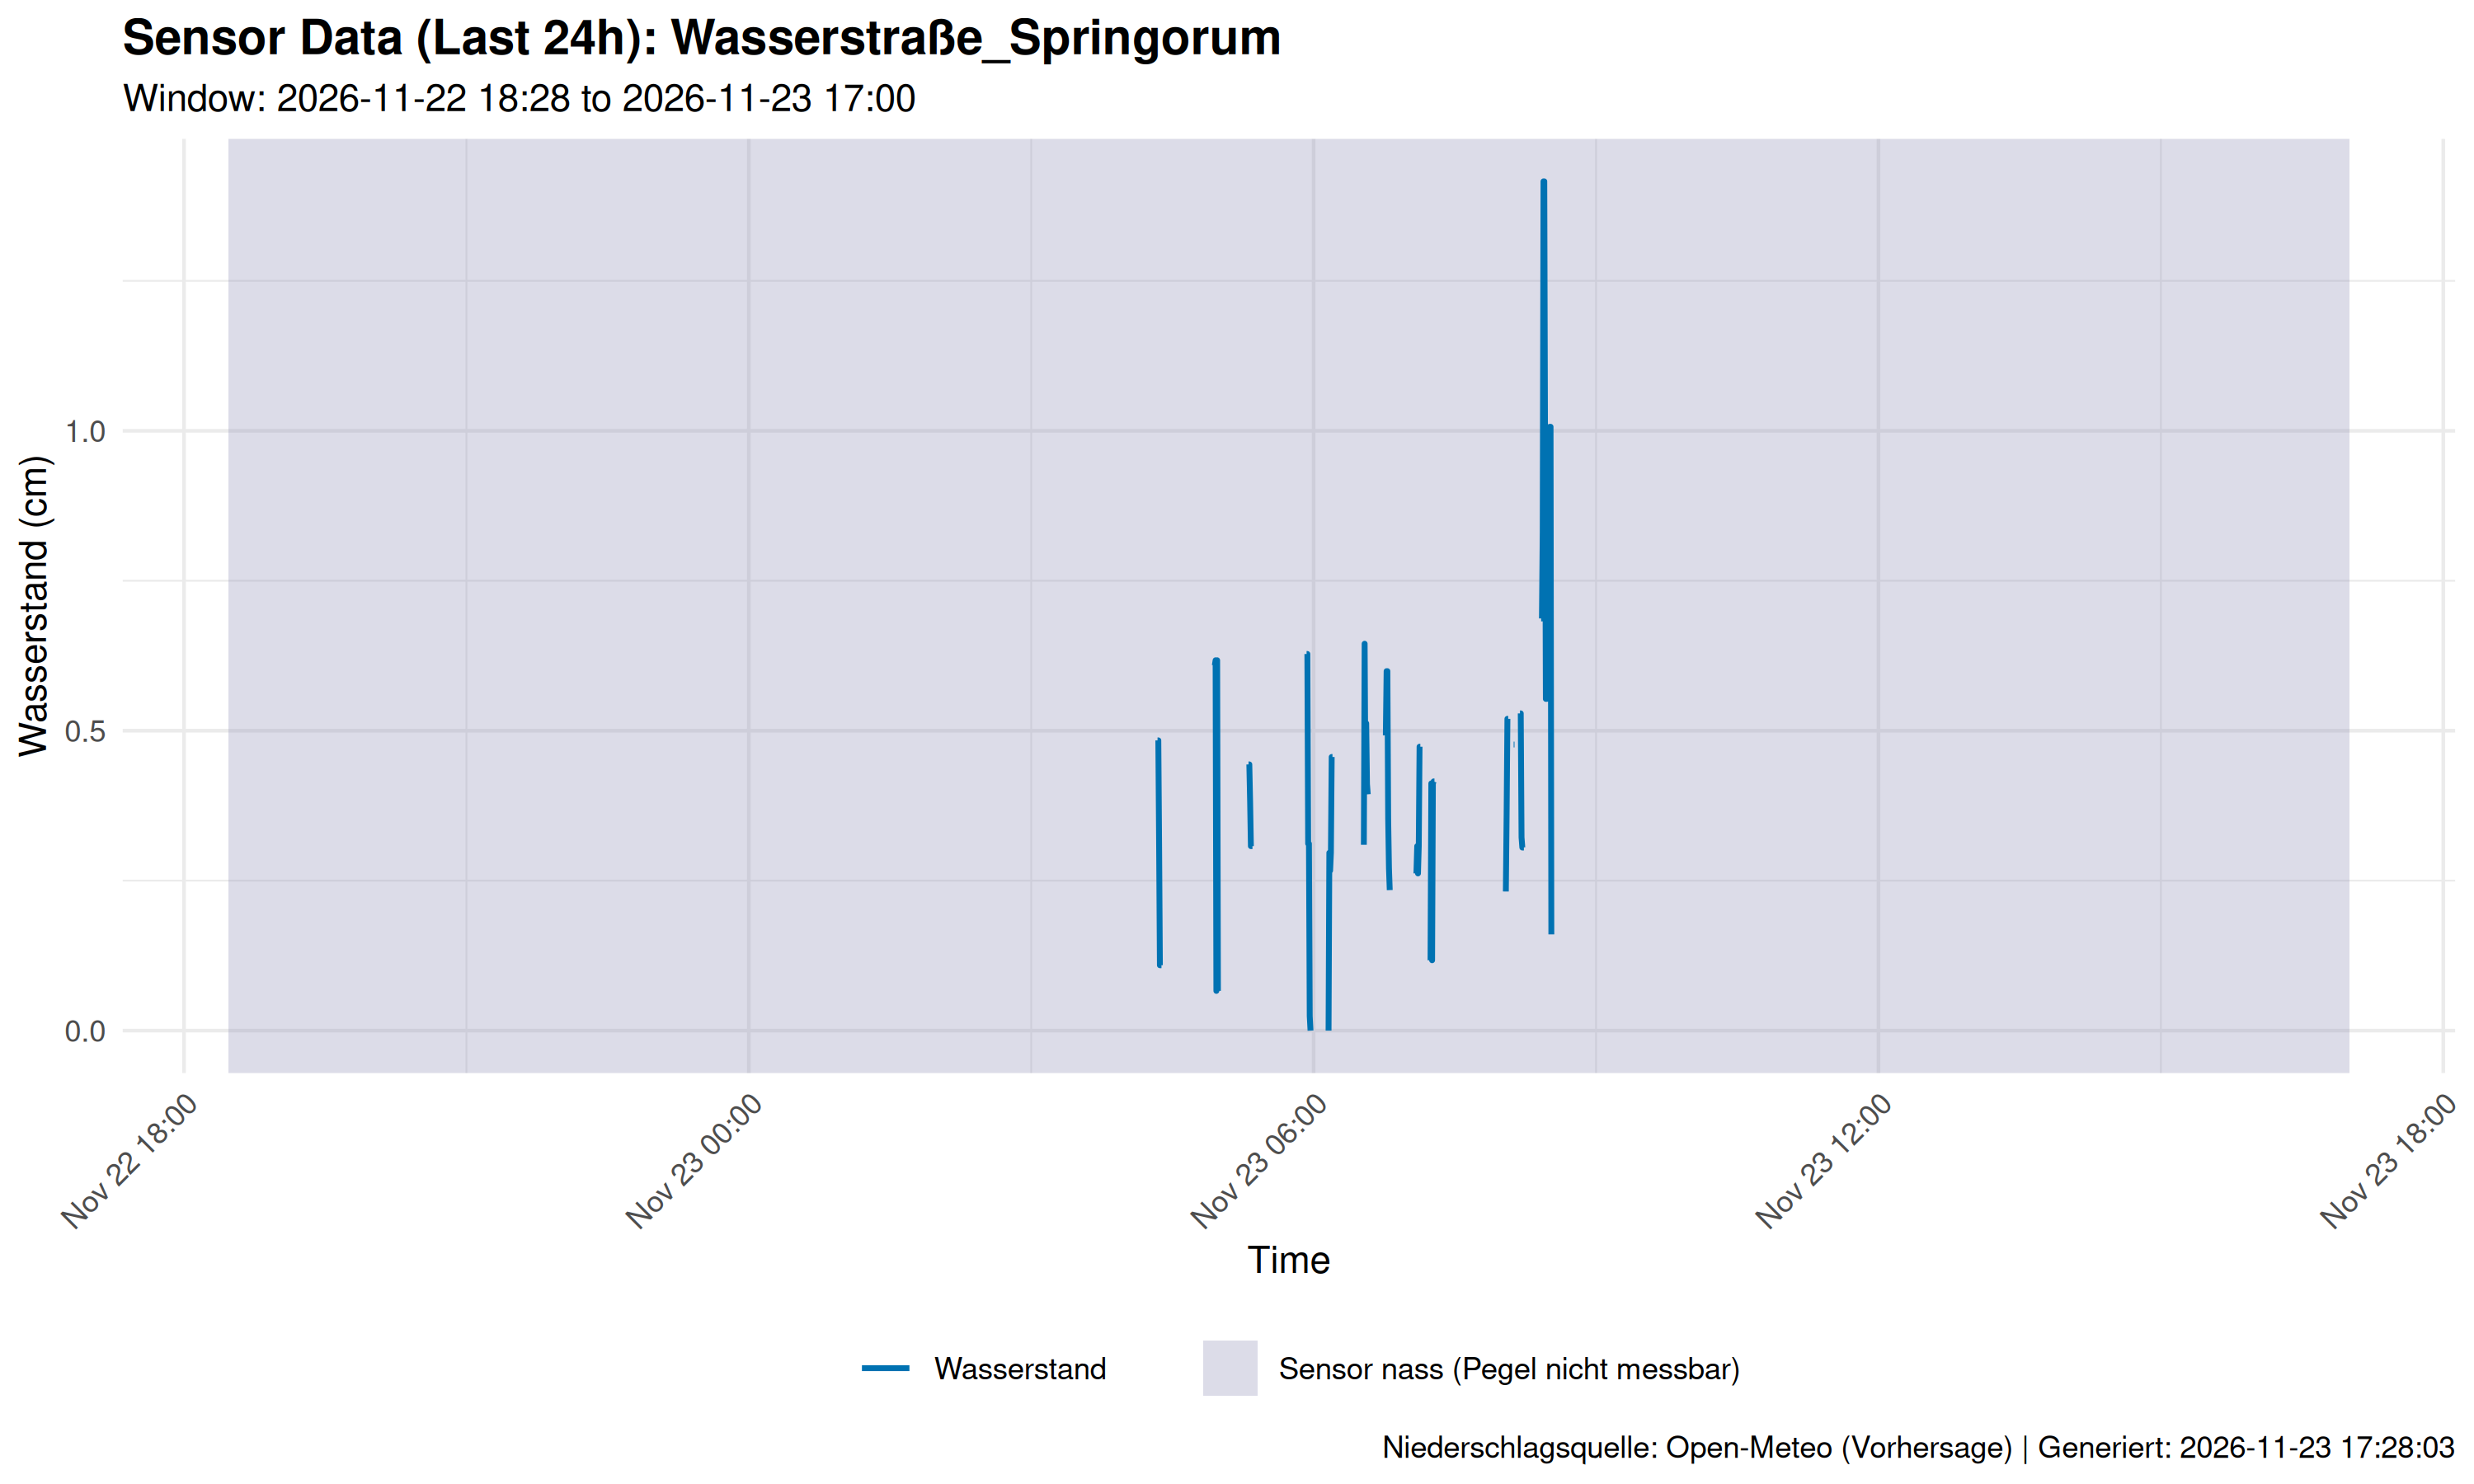 Sensor Data (Last 24h): Wasserstraße_Springorum
Window: 2026-11-22 18:28 to 2026-11-23 17:00
Wasserstand (cm)
1.0
0.5
0.0
Nov 22 18:00
Nov 23 00:00
Nov 23 06:00
Nov 23 12:00
Nov 23 18:00
Time
Wasserstand
Sensor nass (Pegel nicht messbar)
Niederschlagsquelle: Open-Meteo (Vorhersage) | Generiert: 2026-11-23 17:28:03